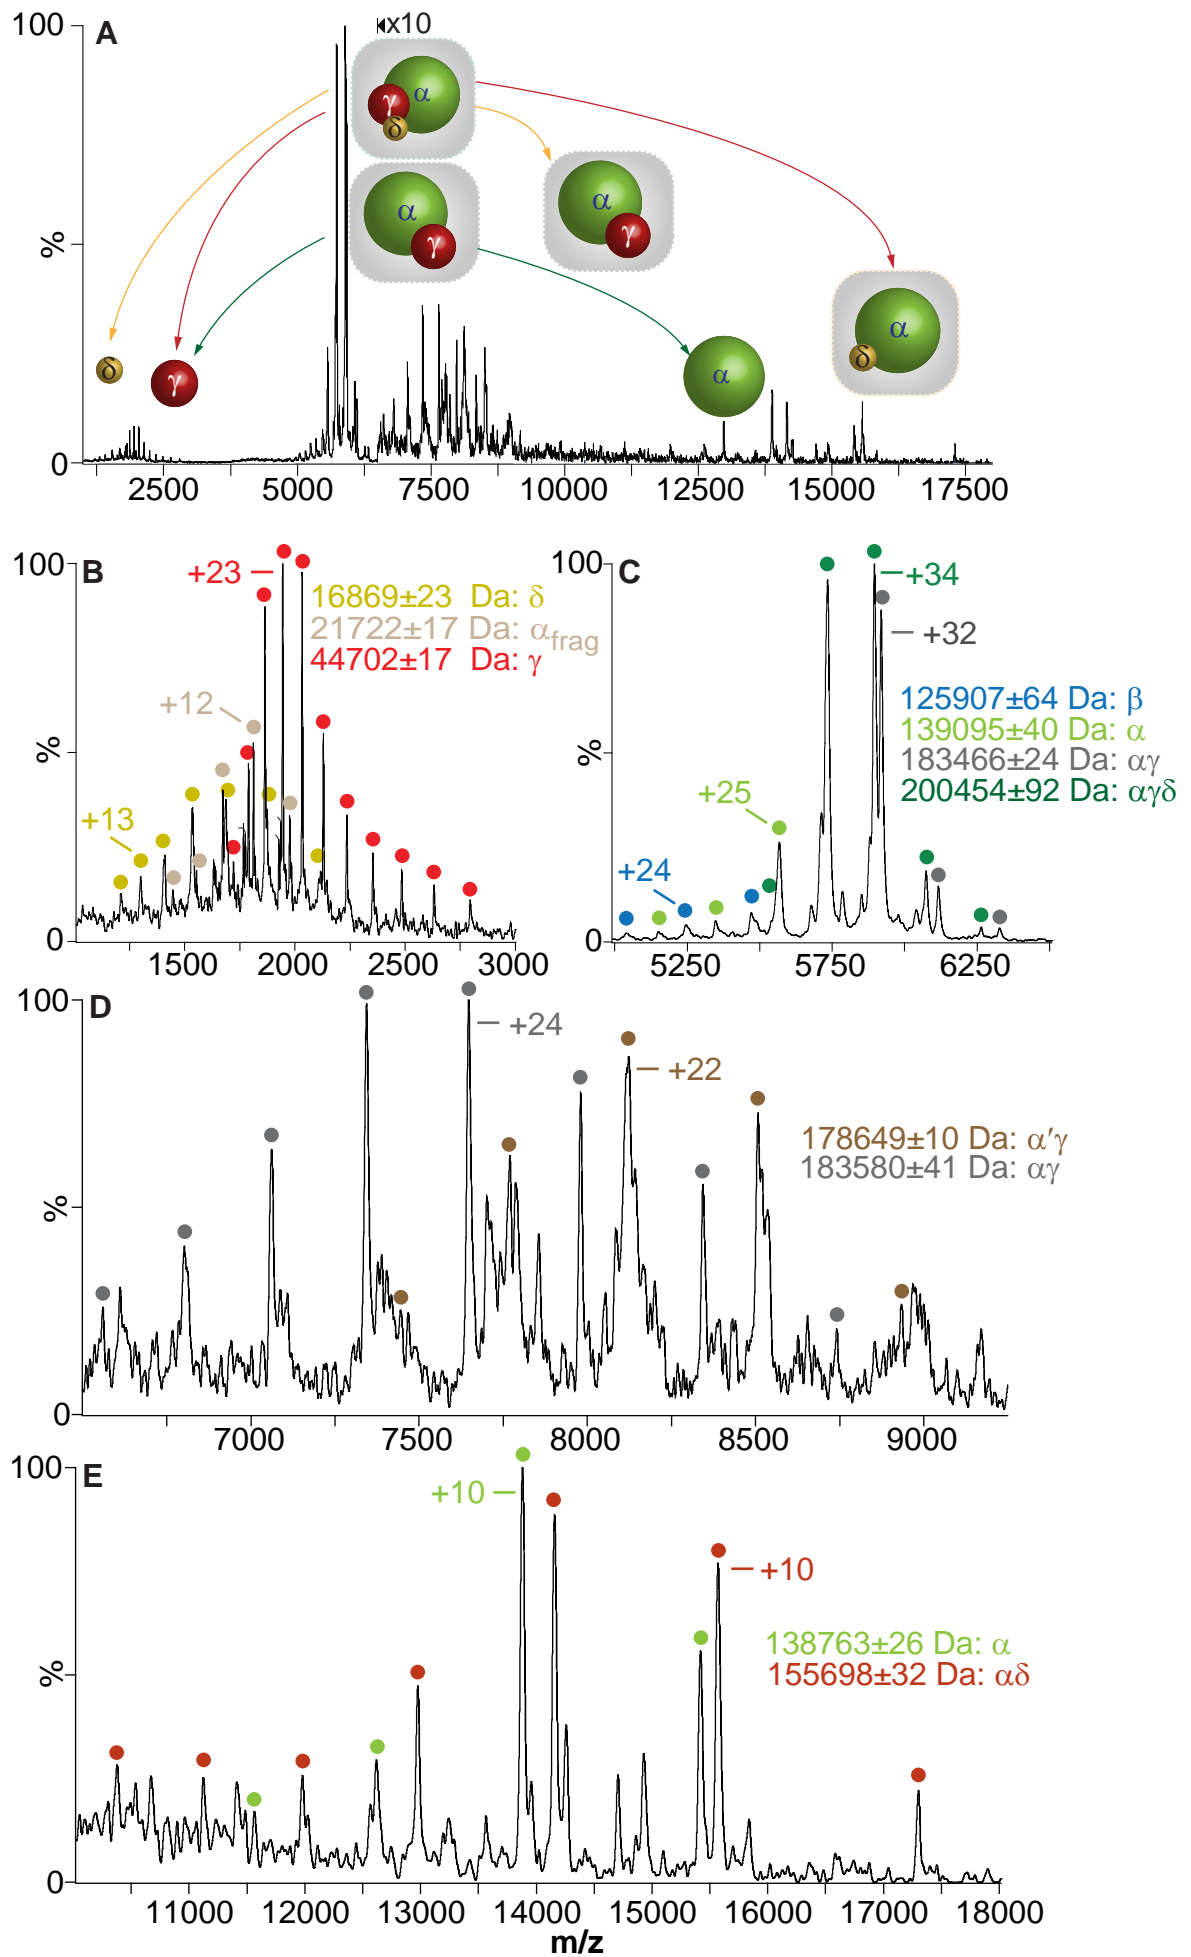 100
A
x10
γ
α
δ
α
γ
α
γ
α
δ
δ
γ
α
%
0
2500 5000 7500 10000 12500 15000 17500
100
B
+23
16869±23 Da: δ
21722±17 Da: αfrag
44702±17 Da: γ
+12
+13
%
0
1500 2000 2500 3000
100
C
+34
+32
125907±64 Da: β
139095±40 Da: α
183466±24 Da: αγ
200454±92 Da: αγδ
+25
+24
%
0
5250 5750 6250
100
D
+24
+22
178649±10 Da: α'γ
183580±41 Da: αγ
%
0
7000 7500 8000 8500 9000
100
E
+10
+10
138763±26 Da: α
155698±32 Da: αδ
%
0
11000 12000 13000 14000 15000 16000 17000 18000
m/z